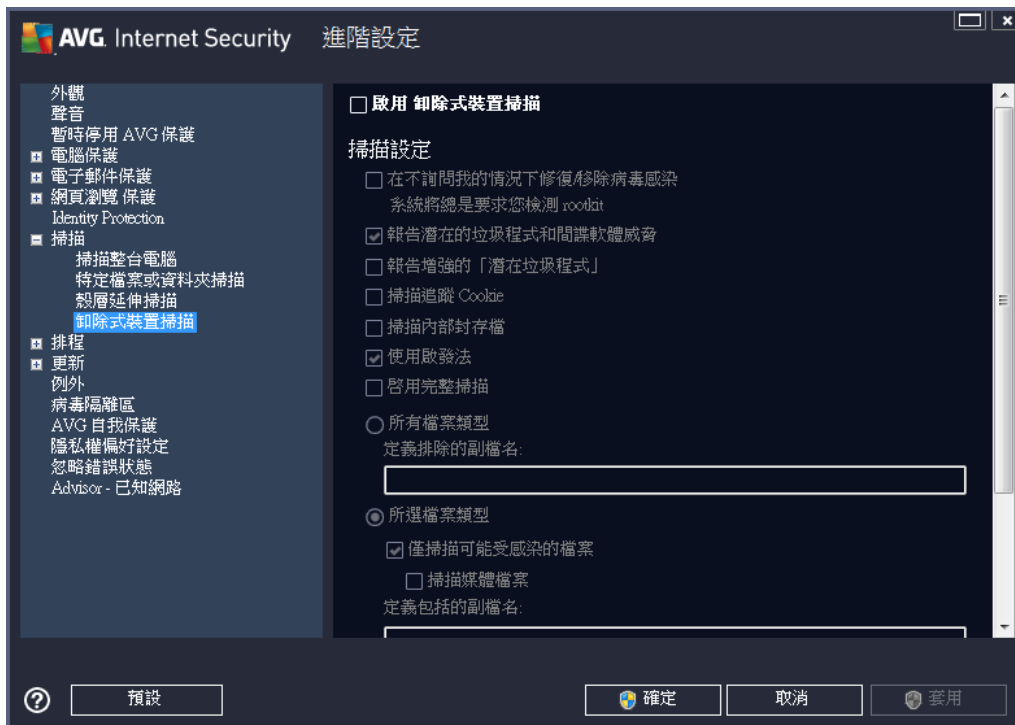 AVG. Internet Security 進階設定
外觀
聲音
暫時停用 AVG 保護
電腦保護
電子郵件保護
網頁瀏覽 保護
Identity Protection
掃描
掃描整台電腦
特定檔案或資料夾掃描
殼層延伸掃描
卸除式裝置掃描
排程
更新
例外
病毒隔離區
AVG 自我保護
隱私權偏好設定
忽略錯誤狀態
Advisor - 已知網路
啟用 卸除式裝置掃描
掃描設定
在不詢問我的情況下修復/移除病毒感染
系統將總是要求您檢測 rootkit
報告潛在的垃圾程式和間諜軟體威脅
報告增強的「潛在垃圾程式」
掃描追蹤 Cookie
掃描內部封存檔
使用啟發法
啓用完整掃描
所有檔案類型
定義排除的副檔名:
所選檔案類型
僅掃描可能受感染的檔案
掃描媒體檔案
定義包括的副檔名:
預設
確定
取消
套用